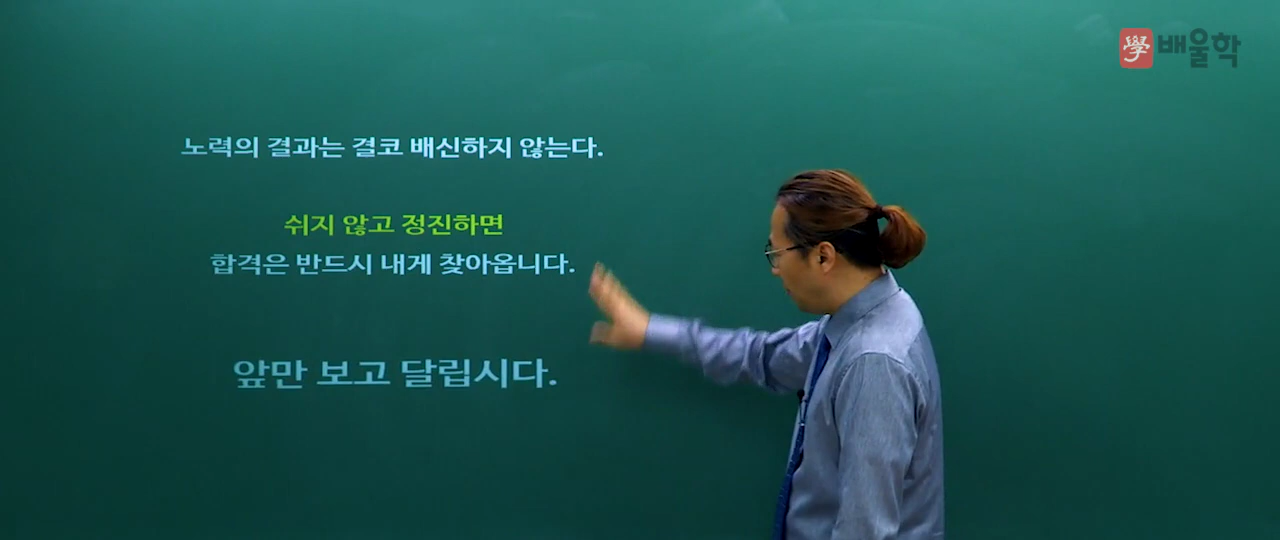 學 배울학
노력의 결과는 결코 배신하지 않는다.
쉬지 않고 정진하면
합격은 반드시 내게 찾아옵니다.
앞만 보고 달립시다.